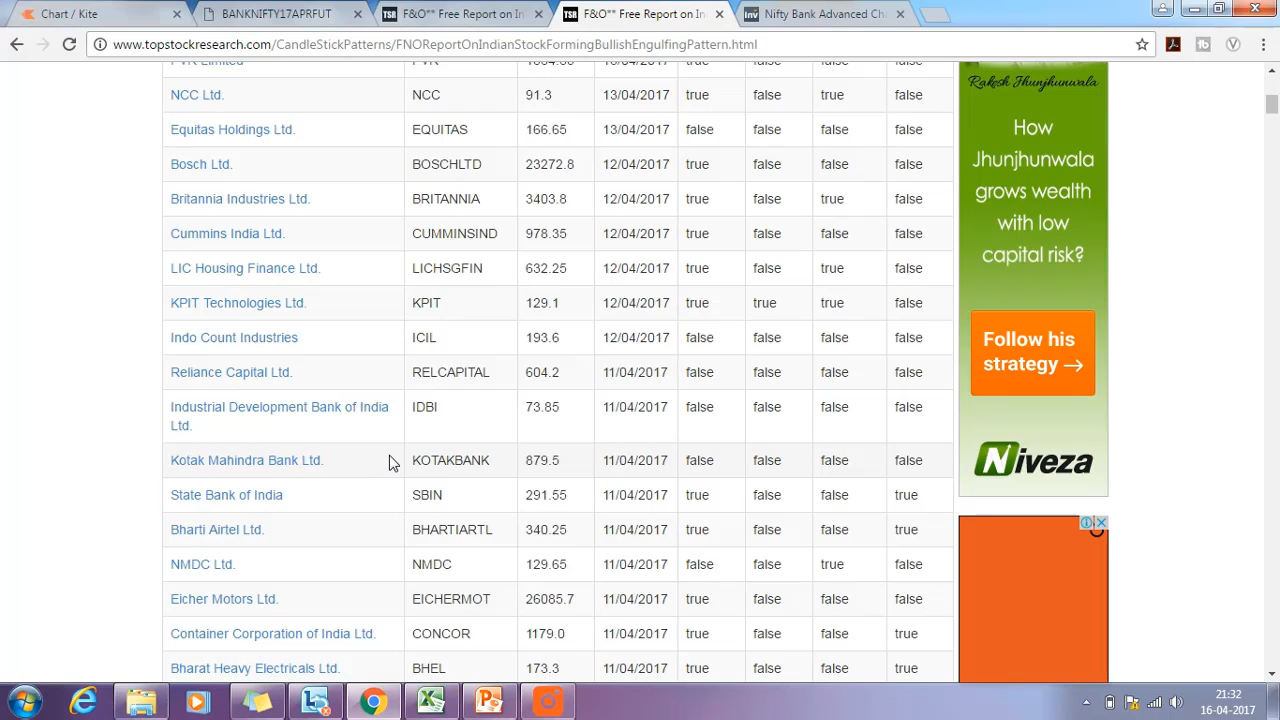 Chart / Kite
BANKNIFTY17APRFUT
F&O** Free Report on In
F&O** Free Report on In
Nifty Bank Advanced Ch
www.topstockresearch.com/CandleStickPatterns/FNOReportOnIndianStockFormingBullishEngulfingPattern.html
PVR Limited PVR 13/04/2017 true false false false
NCC Ltd. NCC 91.3 13/04/2017 true false true false
Equitas Holdings Ltd. EQUITAS 166.65 13/04/2017 false false false false
Bosch Ltd. BOSCHLTD 23272.8 12/04/2017 true false false false
Britannia Industries Ltd. BRITANNIA 3403.8 12/04/2017 true false true false
Cummins India Ltd. CUMMINSIND 978.35 12/04/2017 true false false false
LIC Housing Finance Ltd. LICHSGFIN 632.25 12/04/2017 true false true false
KPIT Technologies Ltd. KPIT 129.1 12/04/2017 true true true false
Indo Count Industries ICIL 193.6 12/04/2017 false false false false
Reliance Capital Ltd. RELCAPITAL 604.2 11/04/2017 false false false false
Industrial Development Bank of India IDBI 73.85 11/04/2017 false false false false
Ltd.
Kotak Mahindra Bank Ltd. KOTAKBANK 879.5 11/04/2017 false false false false
State Bank of India SBIN 291.55 11/04/2017 true false false true
Bharti Airtel Ltd. BHARTIARTL 340.25 11/04/2017 true false false true
NMDC Ltd. NMDC 129.65 11/04/2017 false false true false
Eicher Motors Ltd. EICHERMOT 26085.7 11/04/2017 true false false false
Container Corporation of India Ltd. CONCOR 1179.0 11/04/2017 true false false true
Bharat Heavy Electricals Ltd. BHEL 173.3 11/04/2017 true false false true
Rakesh Jhunjhunwala
How
Jhunjhunwala
grows wealth
with low
capital risk?
Follow his
strategy →
Niveza
21:32
16-04-2017